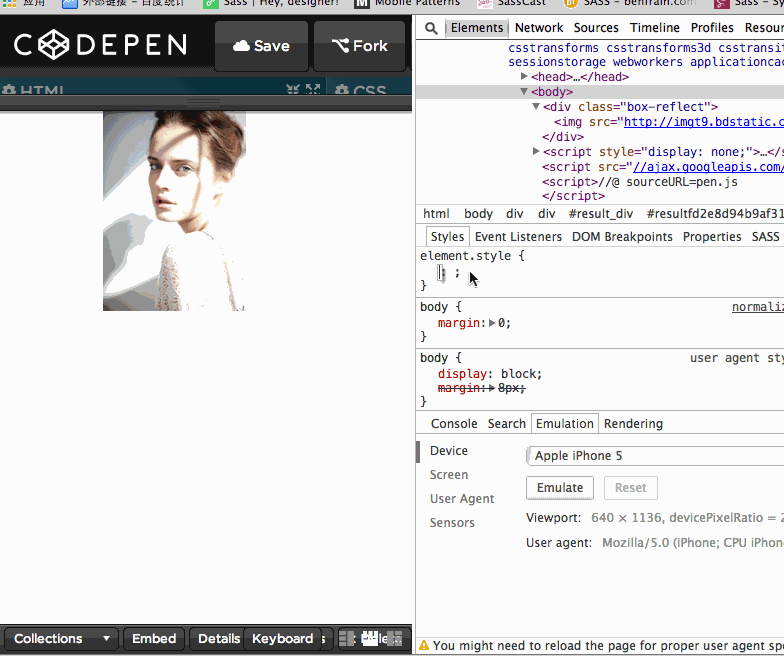 应用 外部链接 - 百度统计 Sass | Hey, designer! Mobile Patterns SassCast SASS - benfrain.com Sass - Sy
CODEPEN Save Fork
HTML CSS
Elements Network Sources Timeline Profiles Resour
csstransforms csstransforms3d csstransit
sessionstorage webworkers applicationcac
<head>…</head>
<body>
<div class="box-reflect">
<img src="http://imgt9.bdstatic.c
</div>
<script style="display: none;">…</s
<script src="//ajax.googleapis.com/
<script>//@ sourceURL=pen.js
</script>
html body div div #result_div #resultfd2e8d94b9af31
Styles Event Listeners DOM Breakpoints Properties SASS
element.style {
: ;
}
body { normaliz
margin: 0;
}
body { user agent sty
display: block;
margin: 8px;
}
Console Search Emulation Rendering
Device Apple iPhone 5
Screen
Emulate Reset
User Agent
Sensors
Viewport: 640 × 1136, devicePixelRatio = 2
User agent: Mozilla/5.0 (iPhone; CPU iPhon
Collections Embed Details Keyboard
You might need to reload the page for proper user agent sp